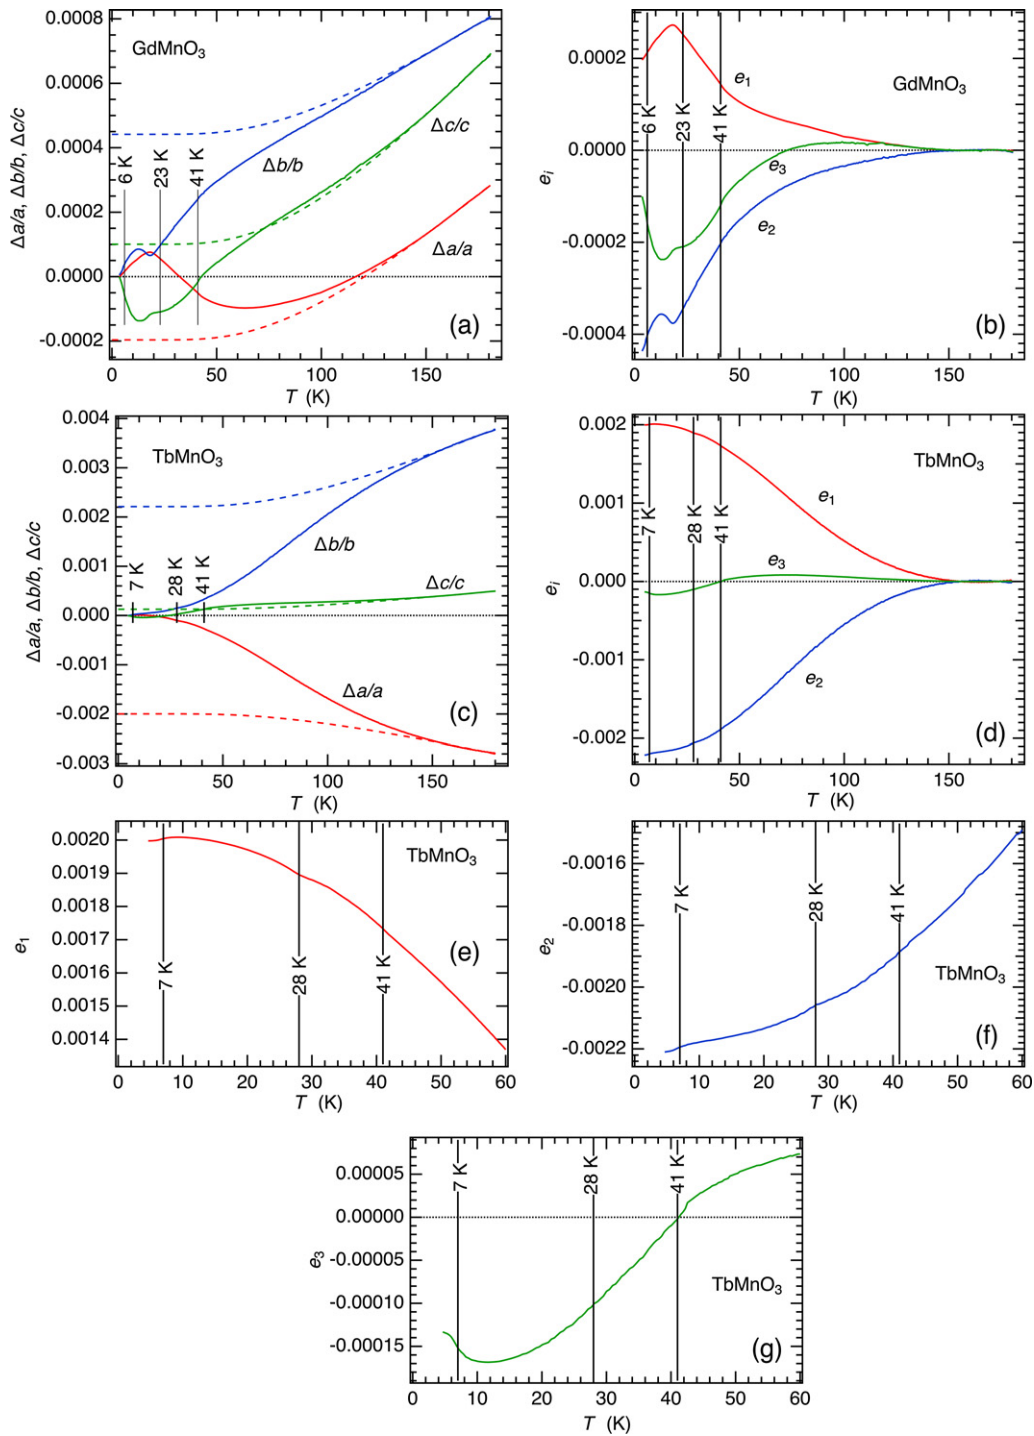 GdMnO3
Δa/a, Δb/b, Δc/c
0.0008
0.0006
0.0004
0.0002
0.0000
-0.0002
6 K
23 K
41 K
Δb/b
Δc/c
Δa/a
(a)
0 50 100 150
T (K)
GdMnO3
ei
0.0002
0.0000
-0.0002
-0.0004
6 K
23 K
41 K
e1
e3
e2
(b)
0 50 100 150
T (K)
TbMnO3
Δa/a, Δb/b, Δc/c
0.004
0.003
0.002
0.001
0.000
-0.001
-0.002
-0.003
7 K
28 K
41 K
Δb/b
Δc/c
Δa/a
(c)
0 50 100 150
T (K)
TbMnO3
ei
0.002
0.001
0.000
-0.001
-0.002
7 K
28 K
41 K
e1
e3
e2
(d)
0 50 100 150
T (K)
TbMnO3
e1
0.0020
0.0019
0.0018
0.0017
0.0016
0.0015
0.0014
7 K
28 K
41 K
(e)
0 10 20 30 40 50 60
T (K)
e2
-0.0016
-0.0018
-0.0019
-0.0020
-0.0022
7 K
28 K
41 K
TbMnO3
(f)
0 10 20 30 40 50 60
T (K)
e3
0.00005
0.00000
-0.00005
-0.00010
-0.00015
7 K
28 K
41 K
TbMnO3
(g)
0 10 20 30 40 50 60
T (K)